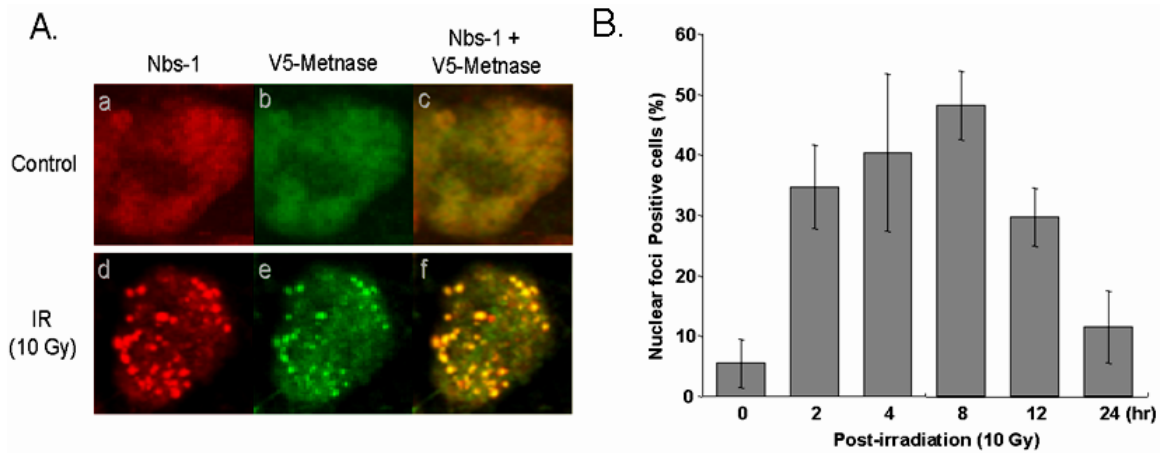 A.
Nbs-1
V5-Metnase
Nbs-1 +
V5-Metnase
Control
a
b
c
IR
(10 Gy)
d
e
f
B.
Nuclear foci Positive cells (%)
60
50
40
30
20
10
0
0 2 4 8 12 24 (hr)
Post-irradiation (10 Gy)